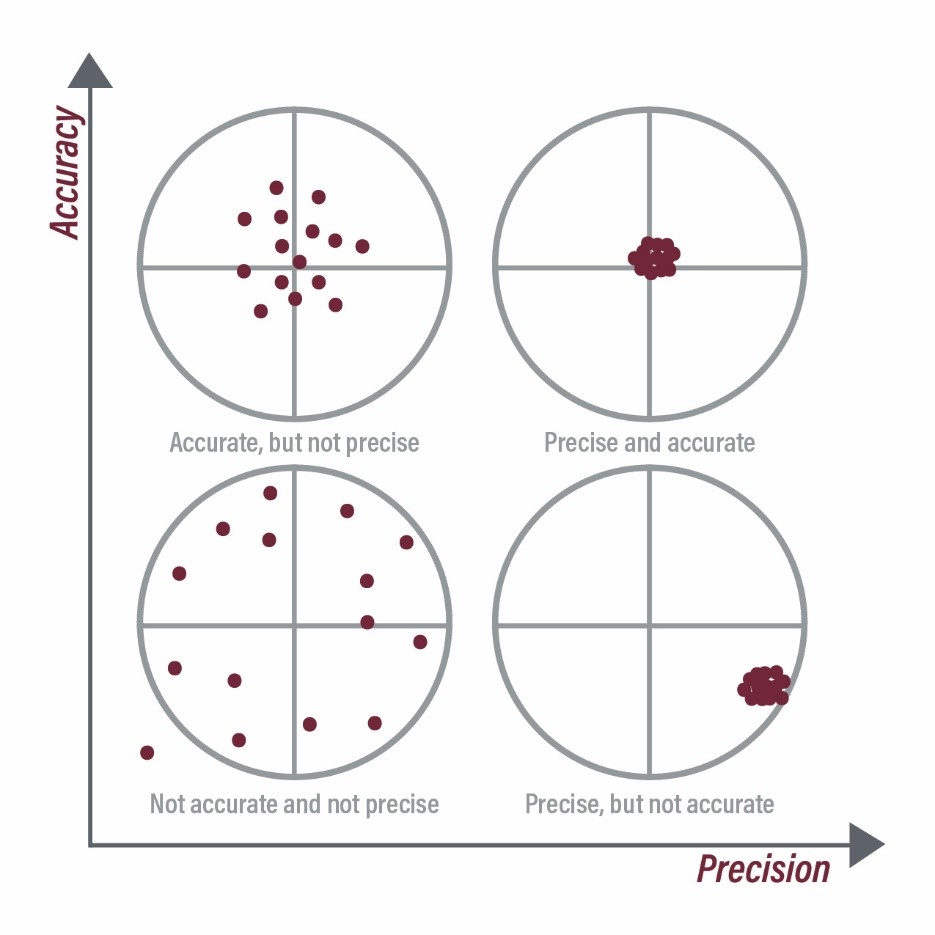 Accuracy
Accurate, but not precise
Precise and accurate
Not accurate and not precise
Precise, but not accurate
Precision